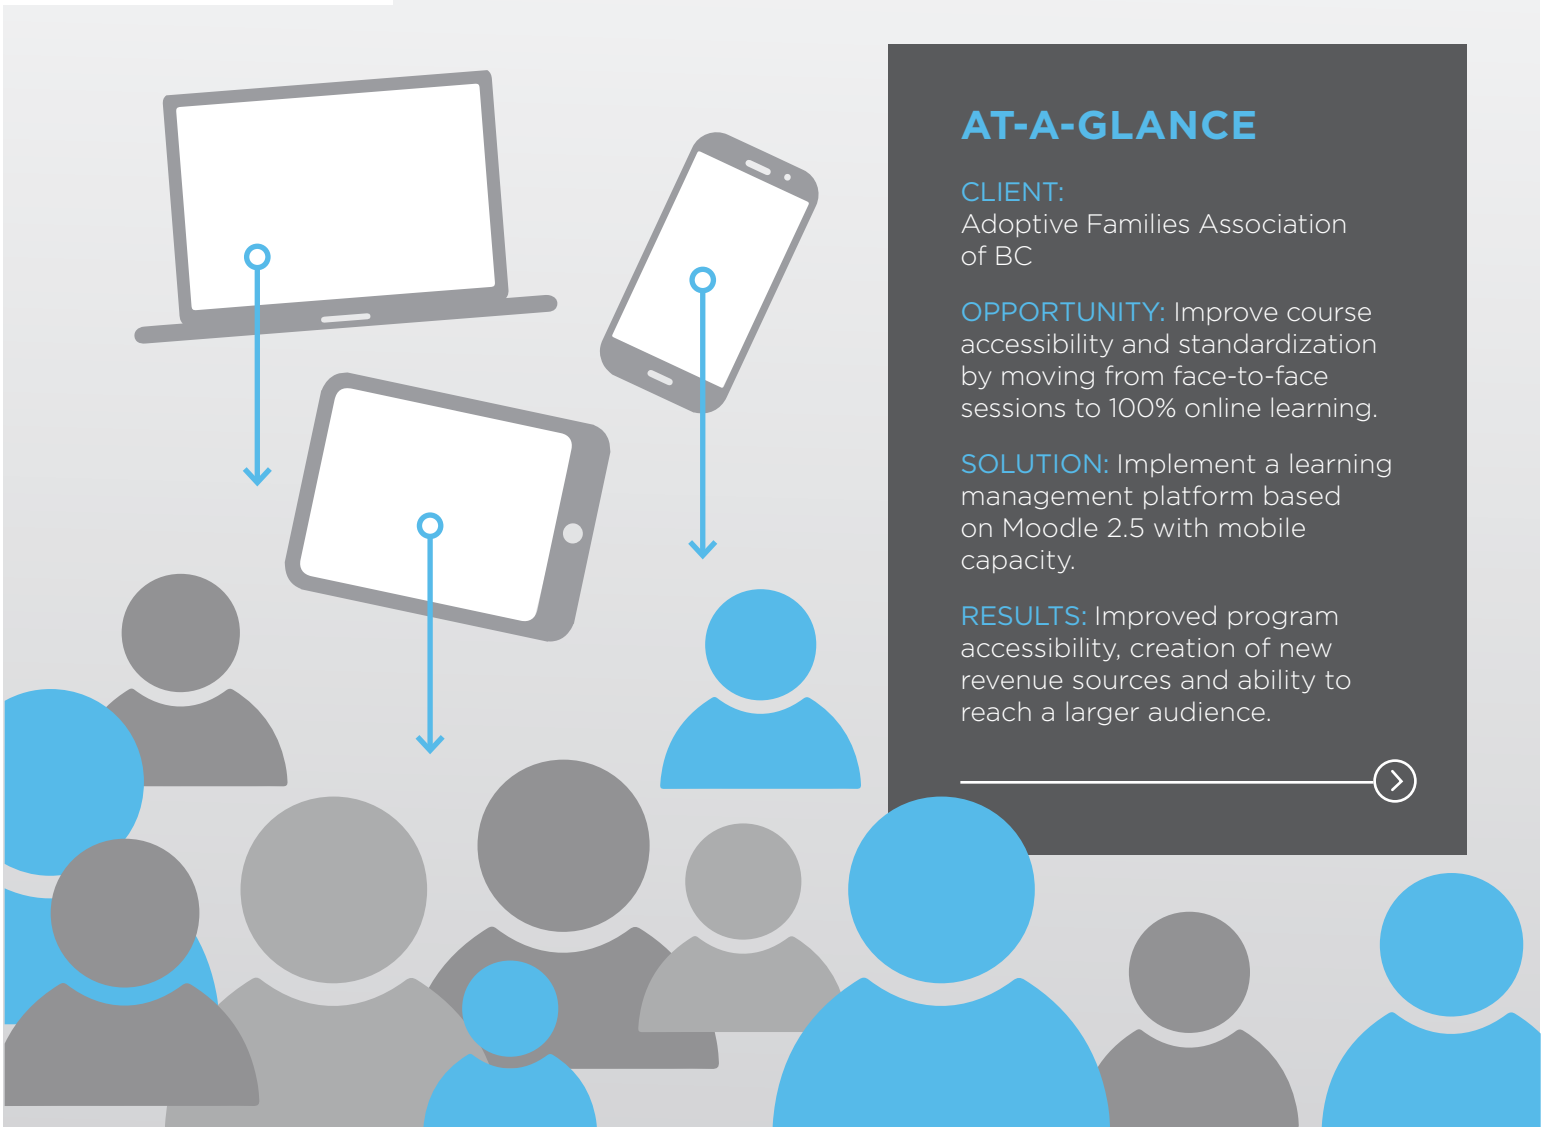 AT-A-GLANCE
CLIENT:
Adoptive Families Association
of BC
OPPORTUNITY: Improve course
accessibility and standardization
by moving from face-to-face
sessions to 100% online learning.
SOLUTION: Implement a learning
management platform based
on Moodle 2.5 with mobile
capacity.
RESULTS: Improved program
accessibility, creation of new
revenue sources and ability to
reach a larger audience.